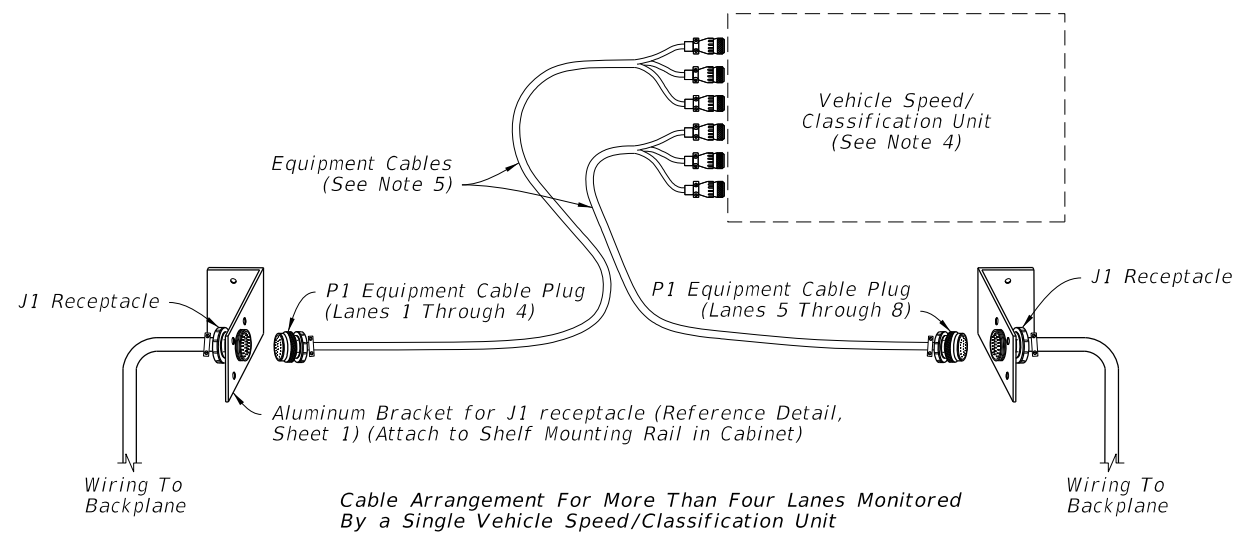 Vehicle Speed/
Classification Unit
(See Note 4)
Equipment Cables
(See Note 5)
J1 Receptacle
P1 Equipment Cable Plug
(Lanes 1 Through 4)
P1 Equipment Cable Plug
(Lanes 5 Through 8)
J1 Receptacle
Aluminum Bracket for J1 receptacle (Reference Detail,
Sheet 1) (Attach to Shelf Mounting Rail in Cabinet)
Wiring To
Backplane
Wiring To
Backplane
Cable Arrangement For More Than Four Lanes Monitored
By a Single Vehicle Speed/Classification Unit